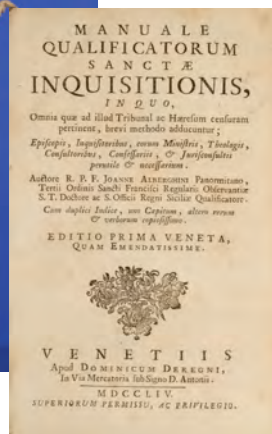 MANUALE
QUALIFICATORUM
SANCTÆ
INQUISITIONIS,
IN QUO,
Omnia quæ ad illud Tribunal ac Hæresum censuram
pertinent, brevi methodo adducuntur;
Episcopis, Inquisitoribus, eorum Ministris, Theologis,
Consultoribus, Confessariis, & Jurisconsultis
perutile & necessarium.
Auctore R. P. F. JOANNE ALBERGHINI Panormitano,
Tertii Ordinis Sancti Francisci Regularis Observantiæ
S. T. Doctore ac S. Officii Regni Siciliæ Qualificatore.
Cum duplici Indice, uno Capitum, altero rerum
& verborum copiosissimo.
EDITIO PRIMA VENETA,
QUAM EMENDATISSIME.
VENETIIS
Apud DOMINICUM DEREGNI,
In Via Mercatoria sub Signo D. Antonii.
MDCCLIV.
SUPERIORUM PERMISSU, AC PRIVILEGIO.